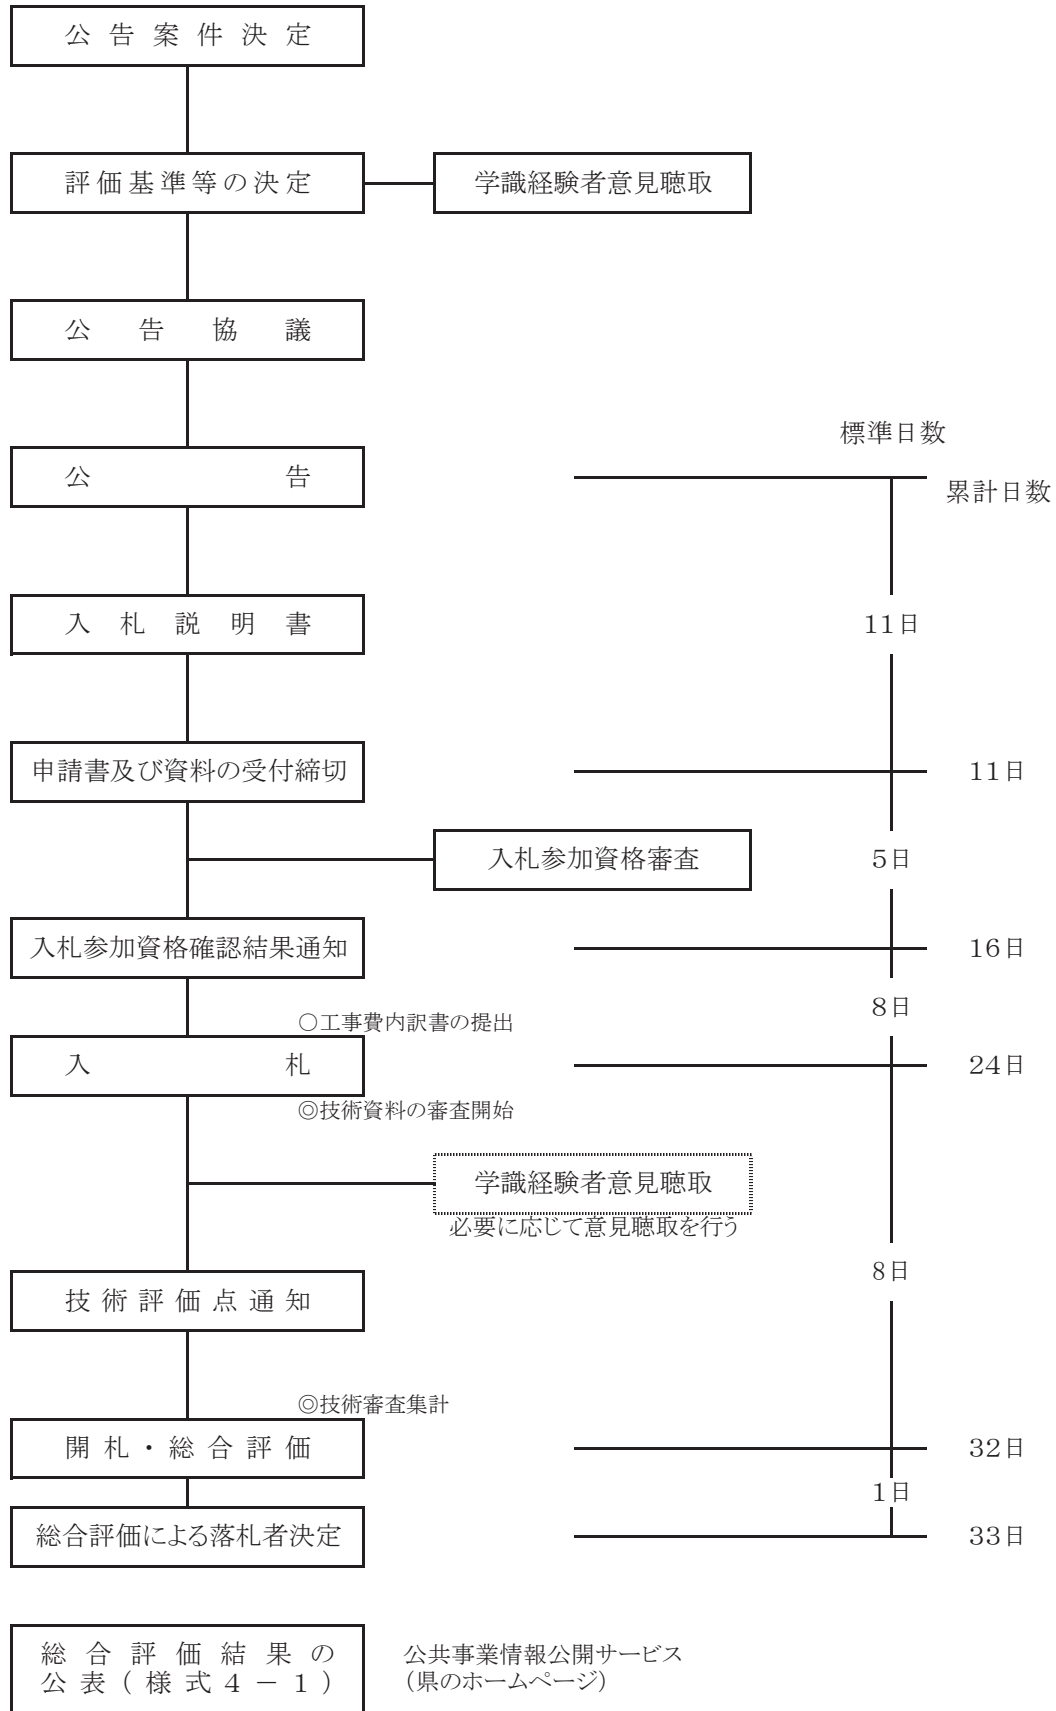 公告案件決定
評価基準等の決定
学識経験者意見聴取
公告協議
標準日数
公告
累計日数
入札説明書
11日
申請書及び資料の受付締切
11日
入札参加資格審査
5日
入札参加資格確認結果通知
16日
8日
○工事費内訳書の提出
入札
24日
◎技術資料の審査開始
学識経験者意見聴取
必要に応じて意見聴取を行う
8日
技術評価点通知
◎技術審査集計
開札・総合評価
32日
1日
総合評価による落札者決定
33日
総合評価結果の
公表(様式4-1)
公共事業情報公開サービス
(県のホームページ)